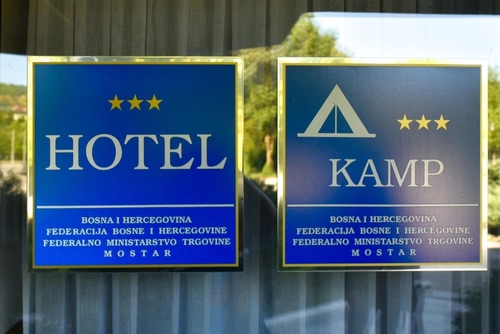 HOTEL
BOSNA I HERCEGOVINA
FEDERACIJA BOSNE I HERCEGOVINE
FEDERALNO MINISTARSTVO TRGOVINE
MOSTAR
KAMP
BOSNA I HERCEGOVINA
FEDERACIJA BOSNE I HERCEGOVINE
FEDERALNO MINISTARSTVO TRGOVINE
MOSTAR